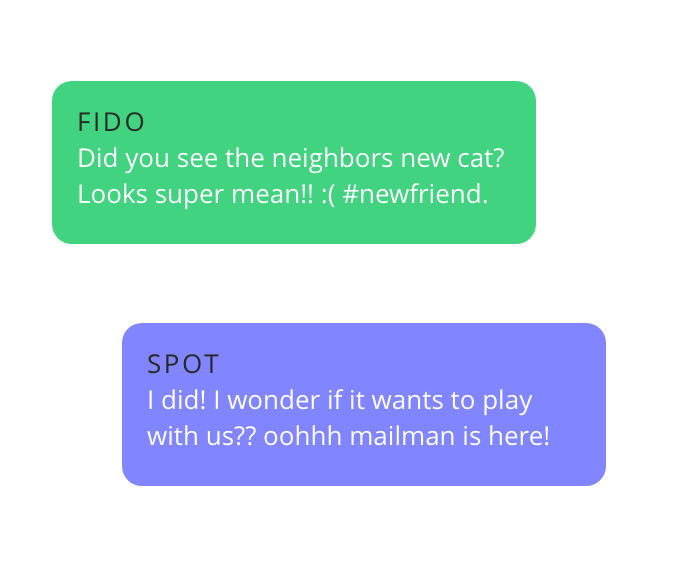 FIDO
Did you see the neighbors new cat?
Looks super mean!! :( #newfriend.
SPOT
I did! I wonder if it wants to play
with us?? oohhh mailman is here!